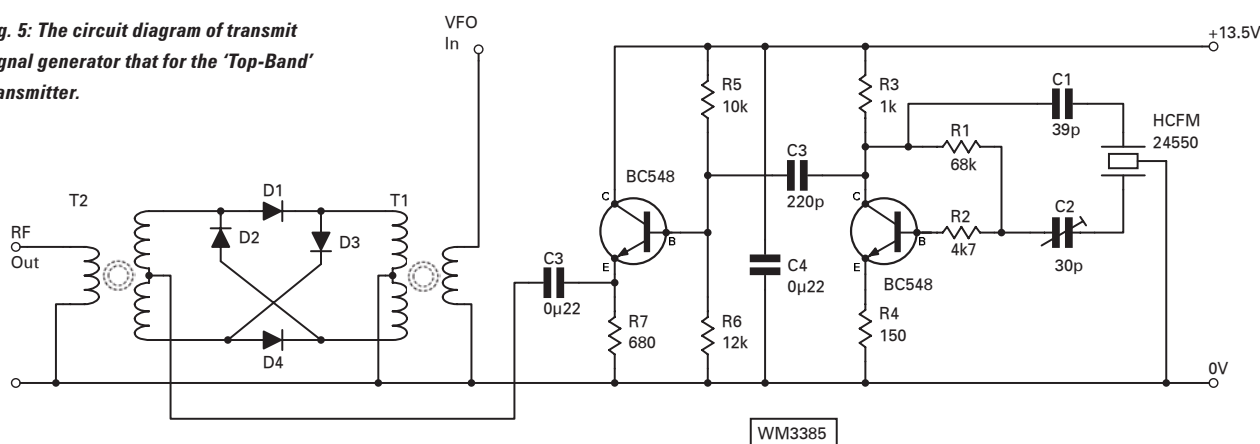 g. 5: The circuit diagram of transmit
gnal generator that for the ‘Top-Band’
ansmitter.
VFO
In
+13.5V
R5
10k
R3
1k
C1
39p
HCFM
24550
R1
68k
C3
220p
BC548
C
B
E
T2
D1
T1
RF
Out
D2
D3
D4
C3
0µ22
C4
0µ22
C
B
E
BC548
R2
4k7
C2
30p
R7
680
R6
12k
R4
150
0V
WM3385